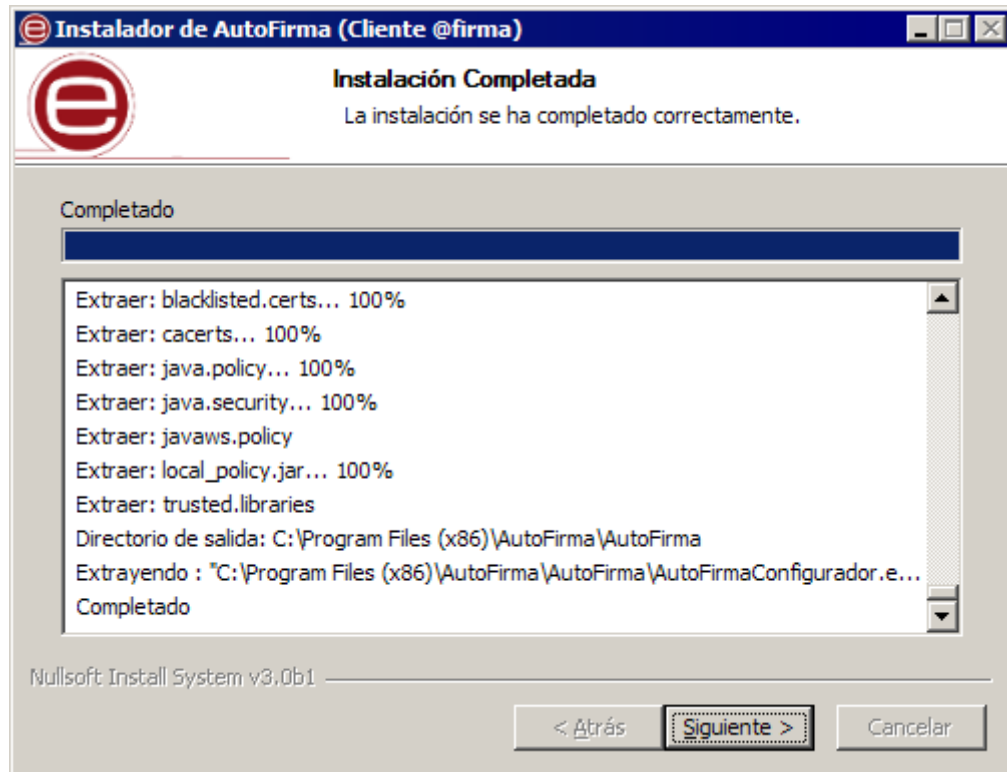 Instalador de AutoFirma (Cliente @firma)
Instalación Completada
La instalación se ha completado correctamente.
Completado
Extraer: blacklisted.certs... 100%
Extraer: cacerts... 100%
Extraer: java.policy... 100%
Extraer: java.security... 100%
Extraer: javaws.policy
Extraer: local_policy.jar... 100%
Extraer: trusted.libraries
Directorio de salida: C:\Program Files (x86)\AutoFirma\AutoFirma
Extrayendo : "C:\Program Files (x86)\AutoFirma\AutoFirma\AutoFirmaConfigurador.e...
Completado
Nullsoft Install System v3.0b1
< Atrás
Siguiente >
Cancelar